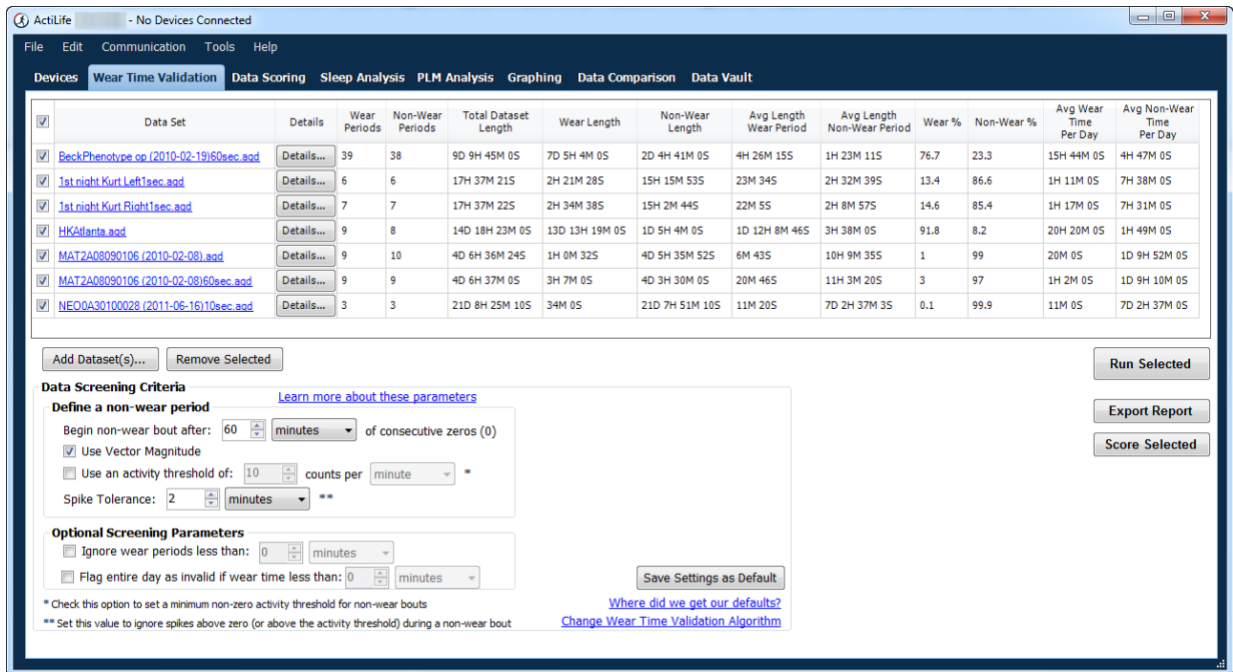 ActiLife - No Devices Connected
File Edit Communication Tools Help
Devices Wear Time Validation Data Scoring Sleep Analysis PLM Analysis Graphing Data Comparison Data Vault
Data Set Details Wear Periods Non-Wear Periods Total Dataset Length Wear Length Non-Wear Length Avg Length Wear Period Avg Length Non-Wear Period Wear % Non-Wear % Avg Wear Time Per Day Avg Non-Wear Time Per Day
BeckPhenotype op (2010-02-19)60sec.agd Details... 39 38 9D 9H 45M 0S 7D 5H 4M 0S 2D 4H 41M 0S 4H 26M 15S 1H 23M 11S 76.7 23.3 15H 44M 0S 4H 47M 0S
1st night Kurt Left1sec.agd Details... 6 6 17H 37M 21S 2H 21M 28S 15H 15M 53S 23M 34S 2H 32M 39S 13.4 86.6 1H 11M 0S 7H 38M 0S
1st night Kurt Right1sec.agd Details... 7 7 17H 37M 22S 2H 34M 38S 15H 2M 44S 22M 5S 2H 8M 57S 14.6 85.4 1H 17M 0S 7H 31M 0S
HKAtlanta.agd Details... 9 8 14D 18H 23M 0S 13D 13H 19M 0S 1D 5H 4M 0S 1D 12H 8M 46S 3H 38M 0S 91.8 8.2 20H 20M 0S 1H 49M 0S
MAT2A08090106 (2010-02-08).agd Details... 9 10 4D 6H 36M 24S 1H 0M 32S 4D 5H 35M 52S 6M 43S 10H 9M 35S 1 99 20M 0S 1D 9H 52M 0S
MAT2A08090106 (2010-02-08)60sec.agd Details... 9 9 4D 6H 37M 0S 3H 7M 0S 4D 3H 30M 0S 20M 46S 11H 3M 20S 3 97 1H 2M 0S 1D 9H 10M 0S
NEO0A30100028 (2011-06-16)10sec.agd Details... 3 3 21D 8H 25M 10S 34M 0S 21D 7H 51M 10S 11M 20S 7D 2H 37M 3S 0.1 99.9 11M 0S 7D 2H 37M 0S
Add Dataset(s)... Remove Selected
Run Selected
Export Report
Score Selected
Data Screening Criteria
Learn more about these parameters
Define a non-wear period
Begin non-wear bout after: 60 minutes of consecutive zeros (0)
Use Vector Magnitude
Use an activity threshold of: 10 counts per minute *
Spike Tolerance: 2 minutes **
Optional Screening Parameters
Ignore wear periods less than: 0 minutes
Flag entire day as invalid if wear time less than: 0 minutes
Save Settings as Default
* Check this option to set a minimum non-zero activity threshold for non-wear bouts
Where did we get our defaults?
** Set this value to ignore spikes above zero (or above the activity threshold) during a non-wear bout
Change Wear Time Validation Algorithm